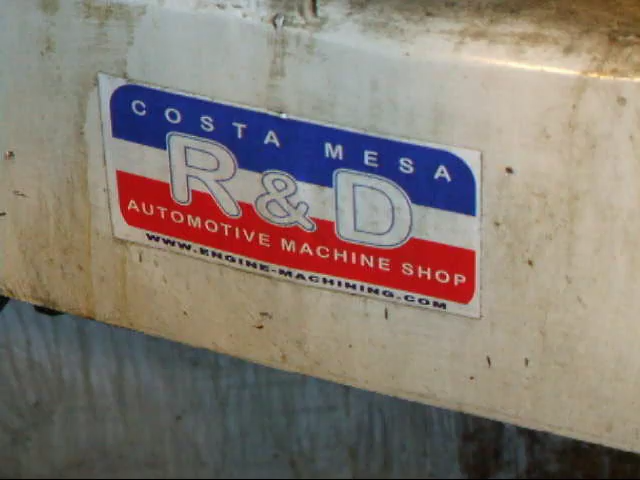 COSTA MESA
R&D
AUTOMOTIVE MACHINE SHOP
WWW.ENGINE-MACHINING.COM